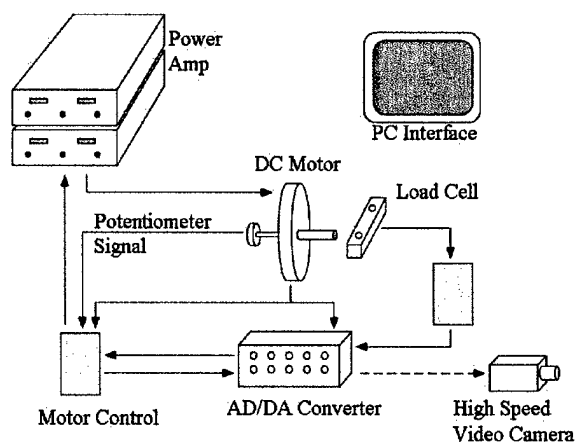 Power
Amp
PC Interface
DC Motor
Load Cell
Potentiometer
Signal
Motor Control
AD/DA Converter
High Speed
Video Camera